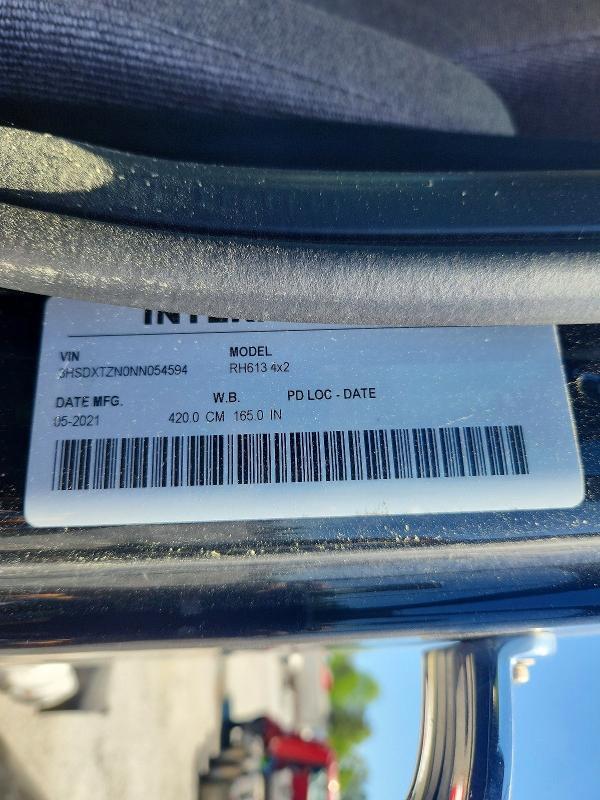 VIN MODEL
3HSDXTZN0NN054594 RH613 4x2
DATE MFG. W.B. PD LOC - DATE
05-2021 420.0 CM 165.0 IN